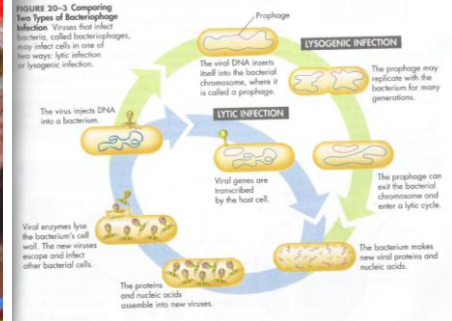 FIGURE 20–3 Comparing
Two Types of Bacteriophage
Infection Viruses that infect
bacteria, called bacteriophages,
may infect cells in one of
two ways: lytic infection
or lysogenic infection.
Prophage
LYSOGENIC INFECTION
The viral DNA inserts
itself into the bacterial
chromosome, where it
is called a prophage.
The prophage may
replicate with the
bacterium for many
generations.
The virus injects DNA
into a bacterium.
LYTIC INFECTION
Viral genes are
transcribed
by the host cell.
The prophage can
exit the bacterial
chromosome and
enter a lytic cycle.
Viral enzymes lyse
the bacterium's cell
wall. The new viruses
escape and infect
other bacterial cells.
The bacterium makes
new viral proteins and
nucleic acids.
The proteins
and nucleic acids
assemble into new viruses.